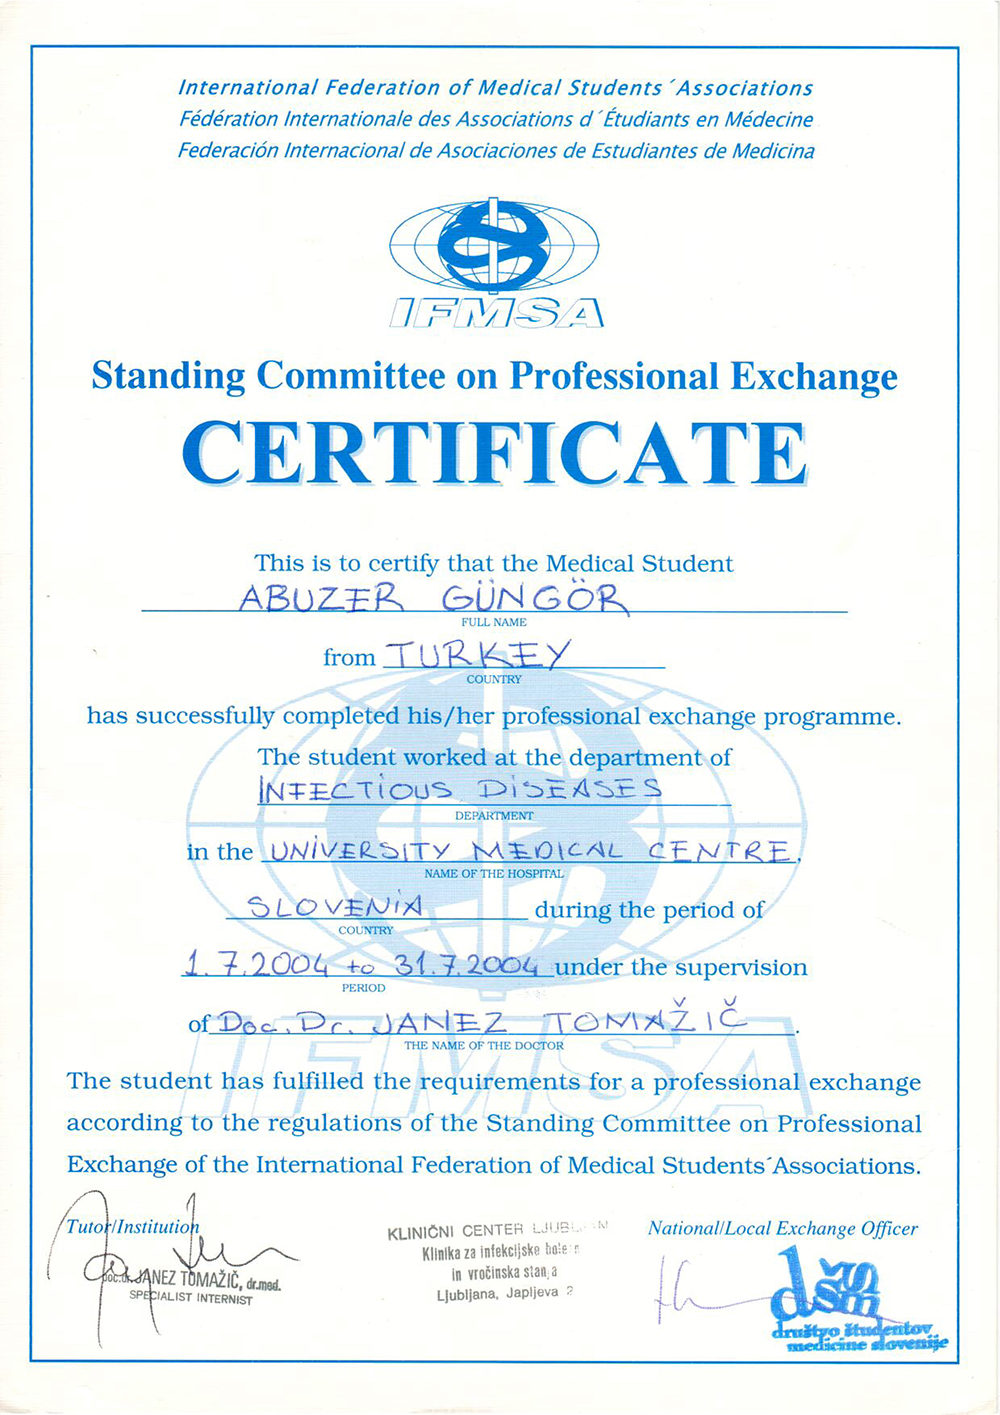 International Federation of Medical Students´Associations
Fédération Internationale des Associations d´Étudiants en Médecine
Federación Internacional de Asociaciones de Estudiantes de Medicina
IFMSA
Standing Committee on Professional Exchange
CERTIFICATE
This is to certify that the Medical Student
ABUZER GÜNGÖR
FULL NAME
from TURKEY
COUNTRY
has successfully completed his/her professional exchange programme.
The student worked at the department of
INFECTIOUS DISEASES
DEPARTMENT
in the UNIVERSITY MEDICAL CENTRE,
NAME OF THE HOSPITAL
SLOVENIA during the period of
COUNTRY
1.7.2004 to 31.7.2004 under the supervision
PERIOD
of Doc. Dr. JANEZ TOMAŽIČ.
THE NAME OF THE DOCTOR
IFMSA
The student has fulfilled the requirements for a professional exchange
according to the regulations of the Standing Committee on Professional
Exchange of the International Federation of Medical Students´Associations.
Tutor/Institution
doc.dr. JANEZ TOMAŽIČ, dr.med.
SPECIALIST INTERNIST
KLINIČNI CENTER
Klinika za infekcijske
in vročinska stanja
Ljubljana, Japljeva 2
National/Local Exchange Officer
dšmš
društvo študentov
medicine slovenije